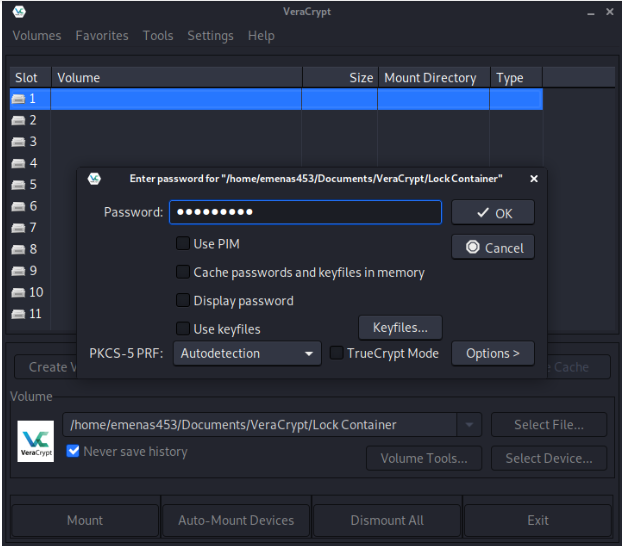 VeraCrypt
Volumes Favorites Tools Settings Help
Slot Volume Size Mount Directory Type
1
2
3
4
5
6
7
8
9
10
11
Enter password for "/home/emenas453/Documents/VeraCrypt/Lock Container"
Password: ●●●●●●●●● OK
Use PIM Cancel
Cache passwords and keyfiles in memory
Display password
Use keyfiles Keyfiles...
PKCS-5 PRF: Autodetection TrueCrypt Mode Options >
Create V Cache
Volume
/home/emenas453/Documents/VeraCrypt/Lock Container Select File...
VeraCrypt Never save history
Volume Tools... Select Device...
Mount Auto-Mount Devices Dismount All Exit